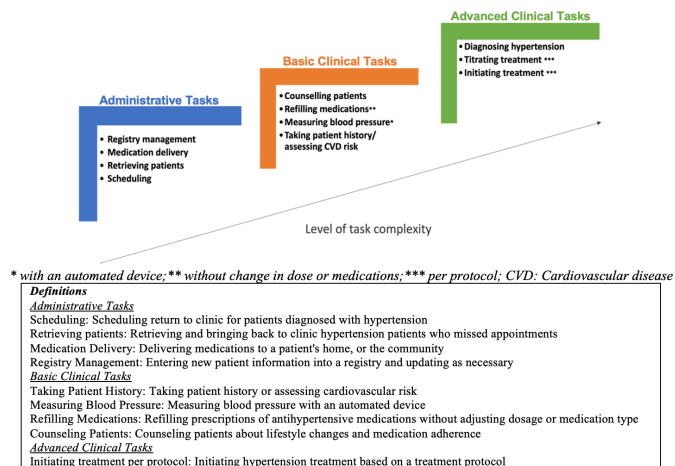 Advanced Clinical Tasks
• Diagnosing hypertension
• Titrating treatment ***
• Initiating treatment ***
Basic Clinical Tasks
• Counselling patients
• Refilling medications**
• Measuring blood pressure*
• Taking patient history/
assessing CVD risk
Administrative Tasks
• Registry management
• Medication delivery
• Retrieving patients
• Scheduling
Level of task complexity
* with an automated device; ** without change in dose or medications; *** per protocol; CVD: Cardiovascular disease
Definitions
Administrative Tasks
Scheduling: Scheduling return to clinic for patients diagnosed with hypertension
Retrieving patients: Retrieving and bringing back to clinic hypertension patients who missed appointments
Medication Delivery: Delivering medications to a patient's home, or the community
Registry Management: Entering new patient information into a registry and updating as necessary
Basic Clinical Tasks
Taking Patient History: Taking patient history or assessing cardiovascular risk
Measuring Blood Pressure: Measuring blood pressure with an automated device
Refilling Medications: Refilling prescriptions of antihypertensive medications without adjusting dosage or medication type
Counseling Patients: Counseling patients about lifestyle changes and medication adherence
Advanced Clinical Tasks
Initiating treatment per protocol: Initiating hypertension treatment based on a treatment protocol